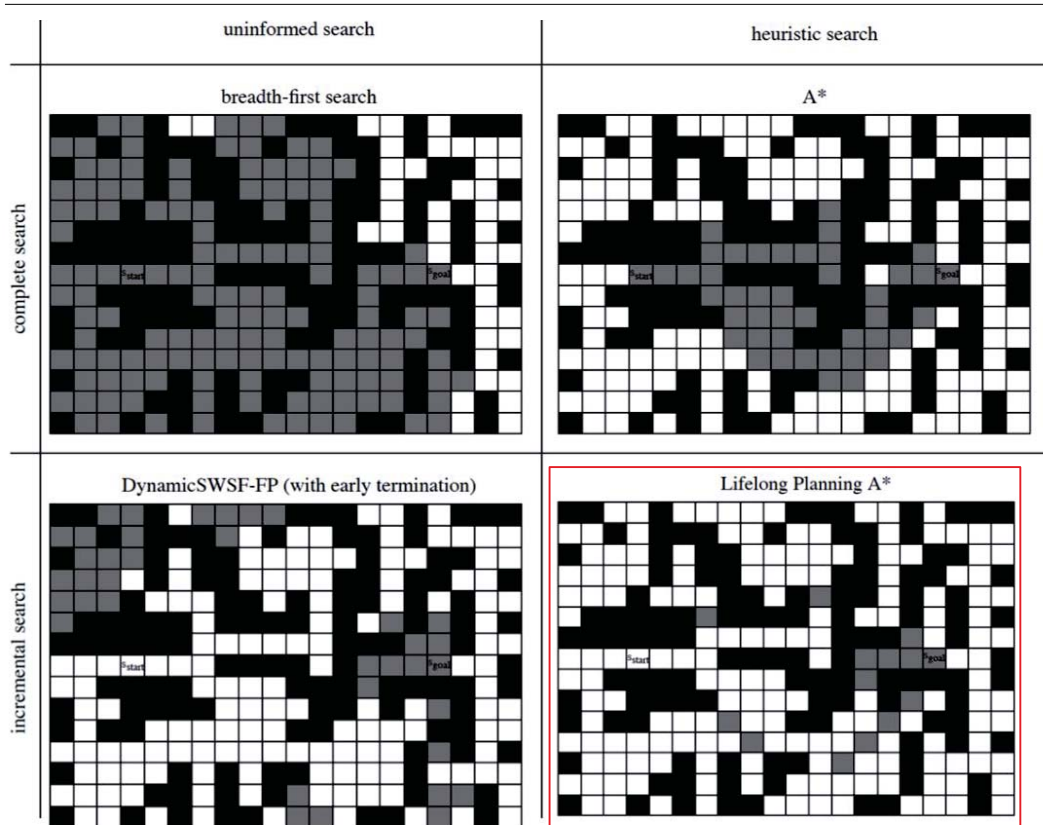 uninformed search
heuristic search
complete search
breadth-first search
A*
Sstart
Sgoal
Sstart
Sgoal
incremental search
DynamicSWSF-FP (with early termination)
Lifelong Planning A*
Sstart
Sgoal
Sstart
Sgoal